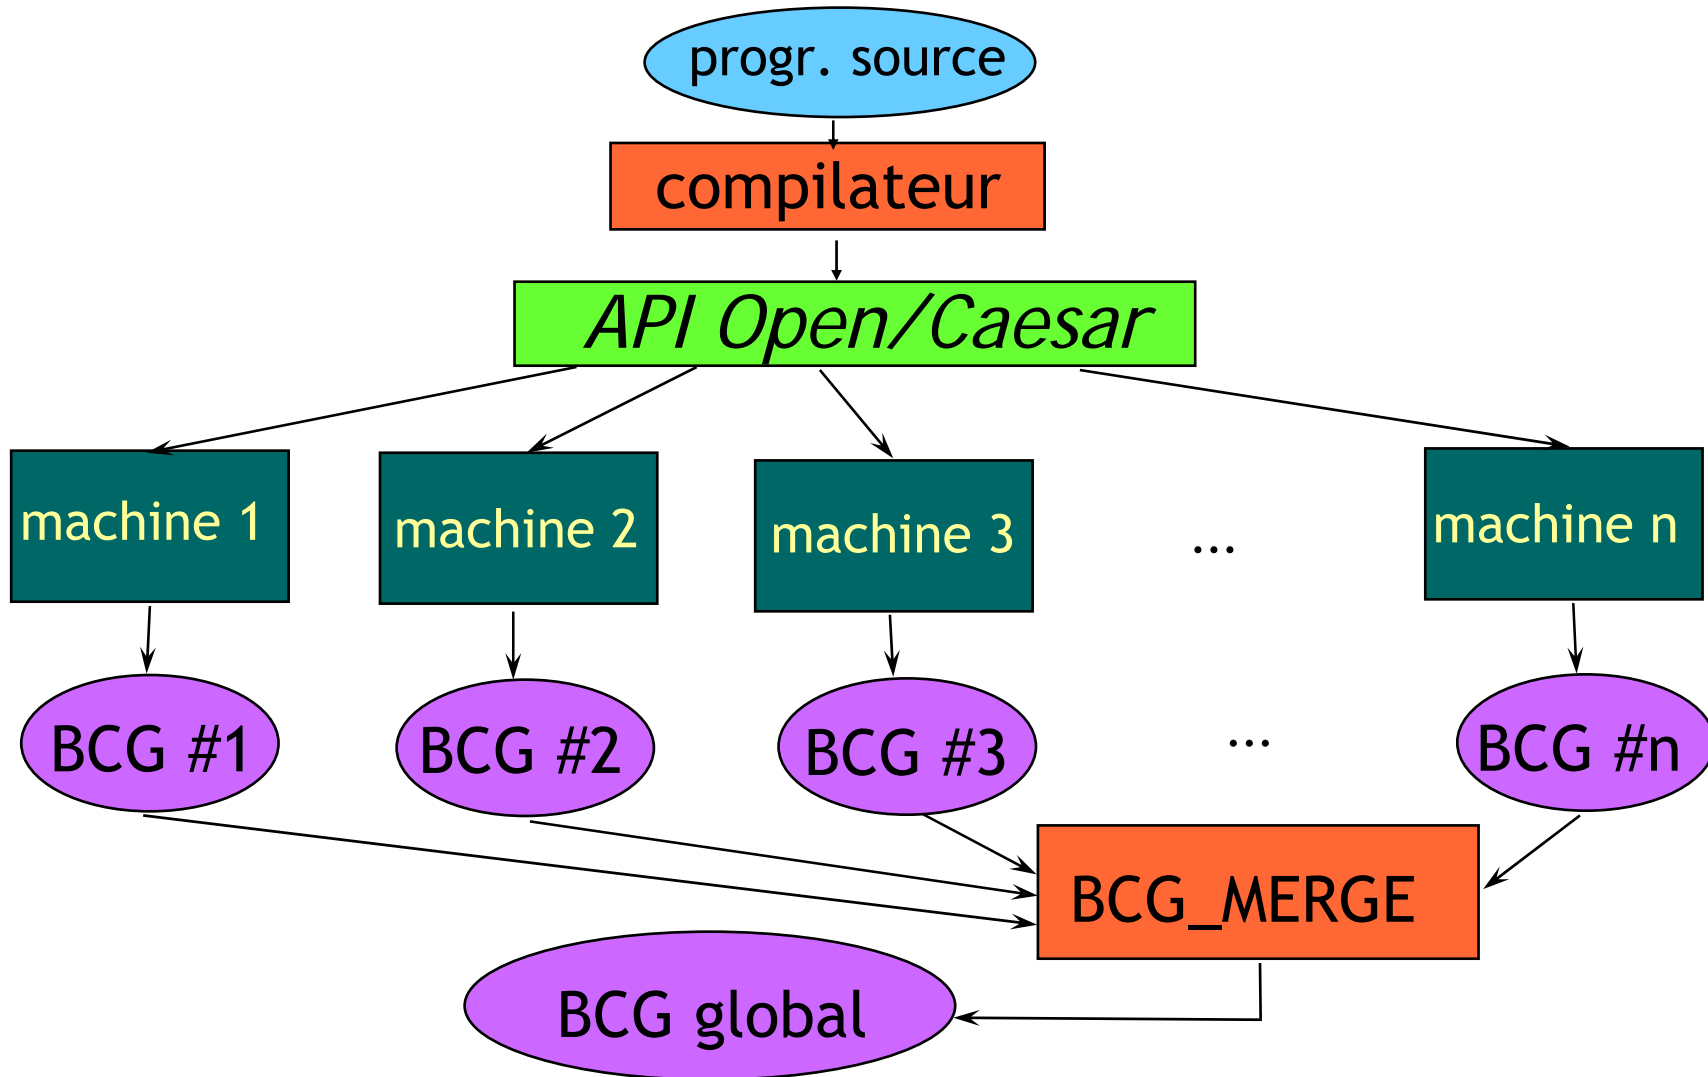 progr. source
compilateur
API Open/Caesar
machine 1
machine 2
machine 3
...
machine n
BCG #1
BCG #2
BCG #3
...
BCG #n
BCG_MERGE
BCG global